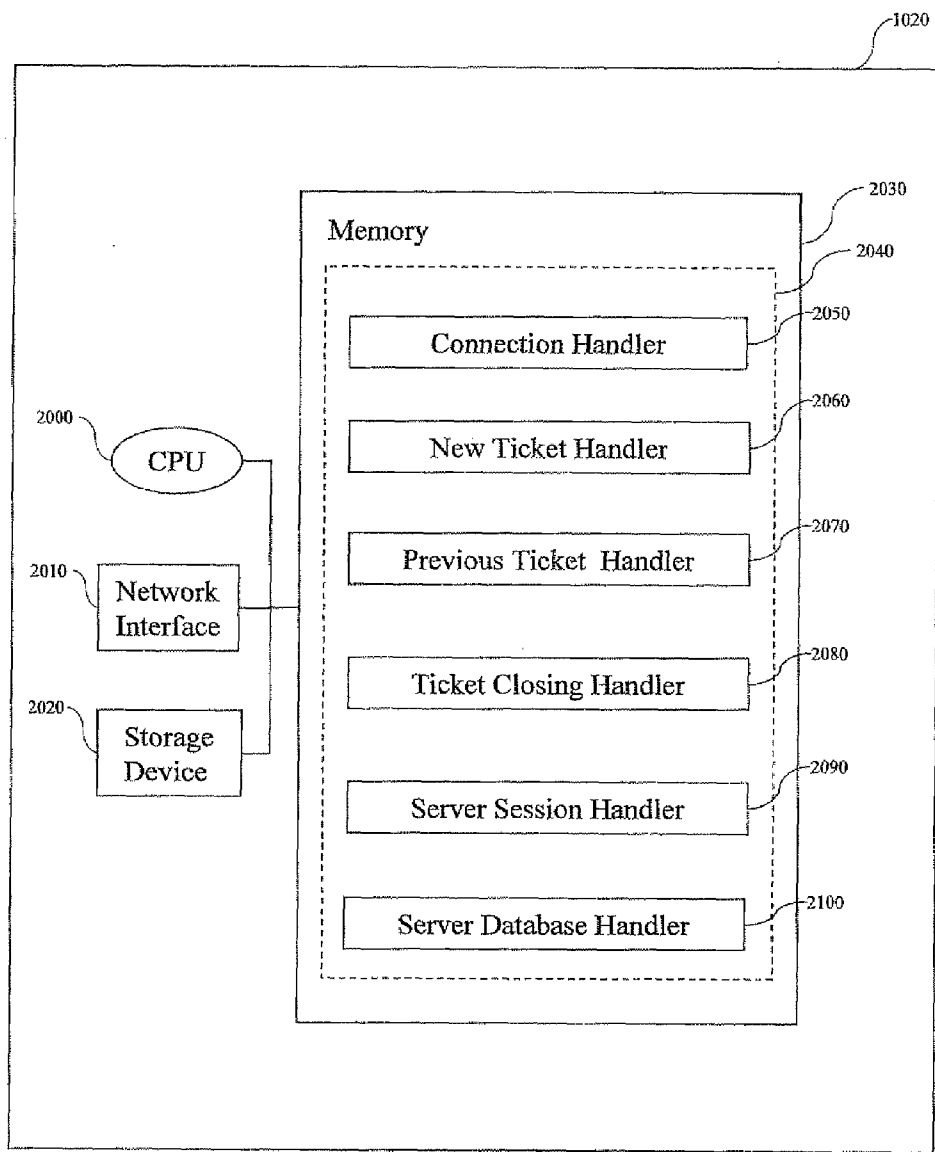 1020
2030
Memory
2040
2050
Connection Handler
2060
2000
New Ticket Handler
CPU
2070
2010
Previous Ticket Handler
Network
Interface
2080
Ticket Closing Handler
2020
Storage
Device
2090
Server Session Handler
2100
Server Database Handler